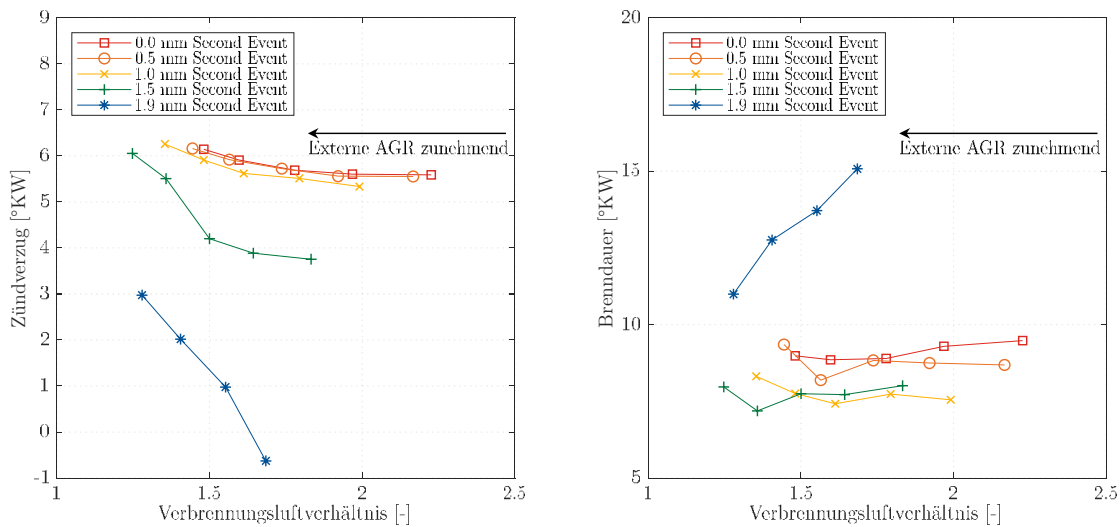 9
8
7
6
5
4
3
2
1
0
-1
Zündverzug [°KW]
0.0 mm Second Event
0.5 mm Second Event
1.0 mm Second Event
1.5 mm Second Event
1.9 mm Second Event
Externe AGR zunehmend
1 1.5 2 2.5
Verbrennungsluftverhältnis [-]
20
15
10
5
Brenndauer [°KW]
0.0 mm Second Event
0.5 mm Second Event
1.0 mm Second Event
1.5 mm Second Event
1.9 mm Second Event
Externe AGR zunehmend
1 1.5 2 2.5
Verbrennungsluftverhältnis [-]